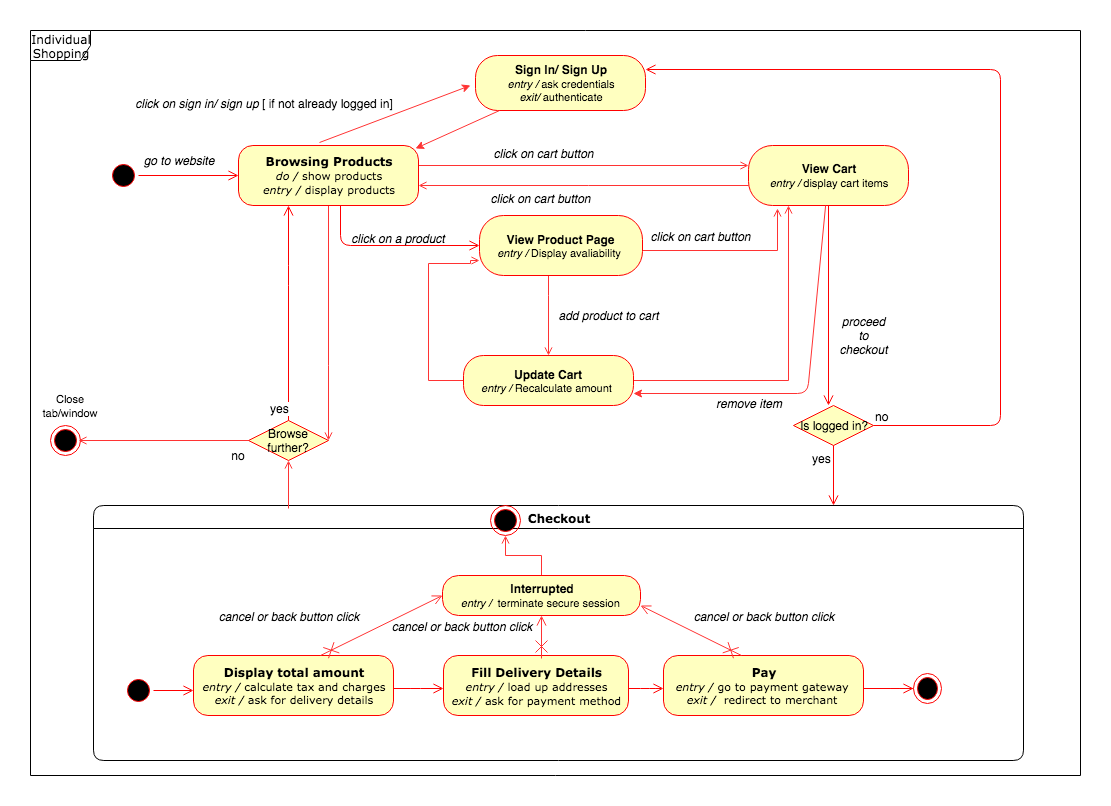 Individual
Shopping
Sign In/ Sign Up
entry / ask credentials
exit/ authenticate
click on sign in/ sign up [ if not already logged in]
go to website
Browsing Products
do / show products
entry / display products
click on cart button
View Cart
entry / display cart items
click on cart button
click on a product
View Product Page
entry / Display avaliability
click on cart button
add product to cart
proceed
to
checkout
Update Cart
entry / Recalculate amount
remove item
Close
tab/window
yes
Browse
further?
no
Is logged in?
no
yes
Checkout
Interrupted
entry / terminate secure session
cancel or back button click
cancel or back button click
cancel or back button click
Display total amount
entry / calculate tax and charges
exit / ask for delivery details
Fill Delivery Details
entry / load up addresses
exit / ask for payment method
Pay
entry / go to payment gateway
exit / redirect to merchant